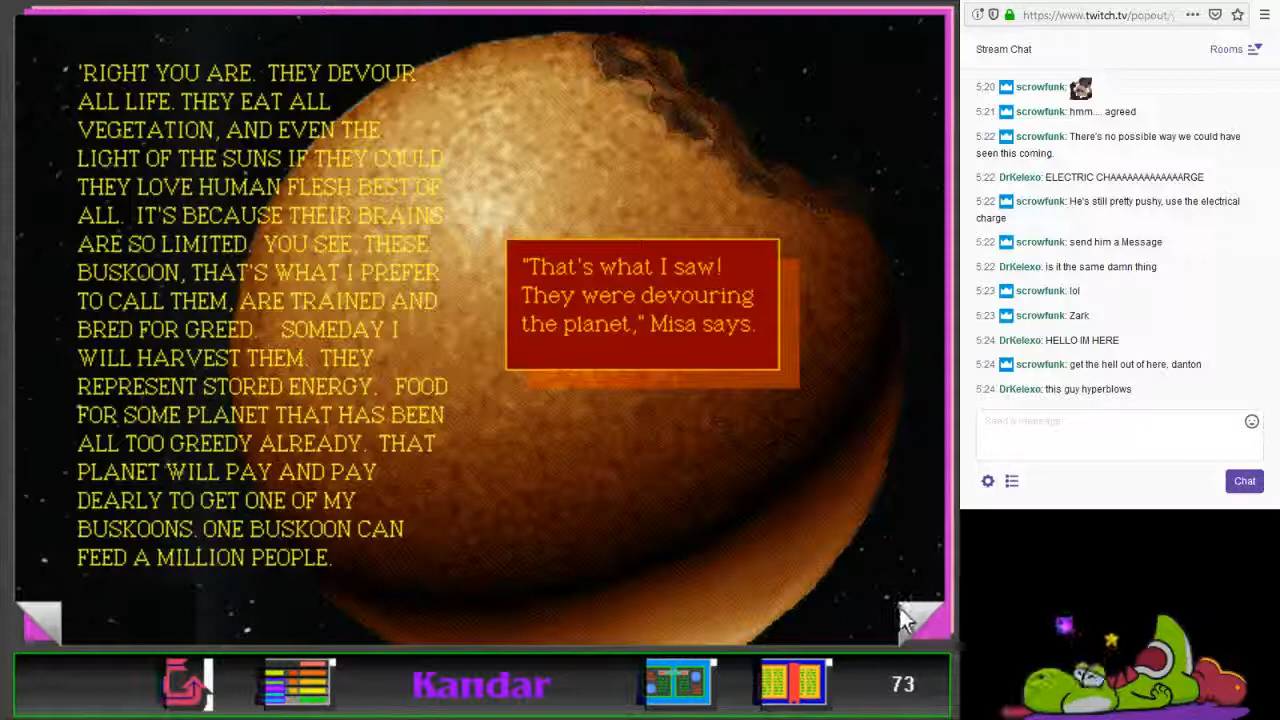 'RIGHT YOU ARE.  THEY DEVOUR
ALL LIFE. THEY EAT ALL
VEGETATION, AND EVEN THE
LIGHT OF THE SUNS IF THEY COULD
THEY LOVE HUMAN FLESH BEST OF
ALL.  IT'S BECAUSE THEIR BRAINS
ARE SO LIMITED.  YOU SEE, THESE
BUSKOON, THAT'S WHAT I PREFER
TO CALL THEM, ARE TRAINED AND
BRED FOR GREED.   SOMEDAY I
WILL HARVEST THEM.  THEY
REPRESENT STORED ENERGY.   FOOD
FOR SOME PLANET THAT HAS BEEN
ALL TOO GREEDY ALREADY.  THAT
PLANET WILL PAY AND PAY
DEARLY TO GET ONE OF MY
BUSKOONS. ONE BUSKOON CAN
FEED A MILLION PEOPLE.
"That's what I saw!
They were devouring
the planet," Misa says.
Kandar
73
https://www.twitch.tv/popout/
Stream Chat
Rooms
5:20 scrowfunk:
5:21 scrowfunk: hmm.... agreed
5:22 scrowfunk: There's no possible way we could have
seen this coming.
5:22 DrKelexo: ELECTRIC CHAAAAAAAAAAAAARGE
5:22 scrowfunk: He's still pretty pushy, use the electrical
charge
5:22 scrowfunk: send him a Message
5:22 DrKelexo: is it the same damn thing
5:23 scrowfunk: lol
5:23 scrowfunk: Zark
5:24 DrKelexo: HELLO IM HERE
5:24 scrowfunk: get the hell out of here, danton
5:24 DrKelexo: this guy hyperblows
Send a message
Chat